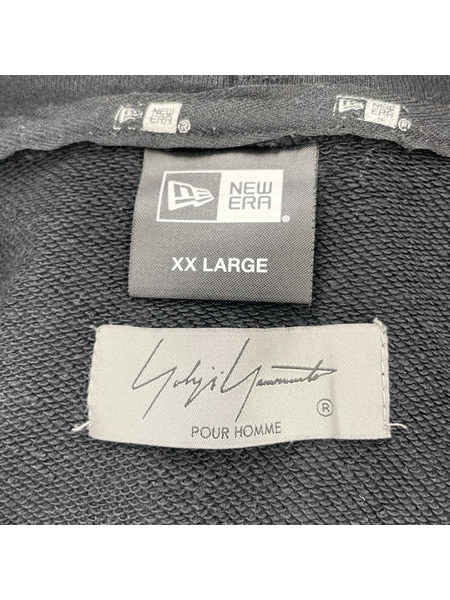 NEW
ERA®
NEW
ERA®
NEW
ERA®
XX LARGE
Yohji Yamamoto
®
POUR HOMME